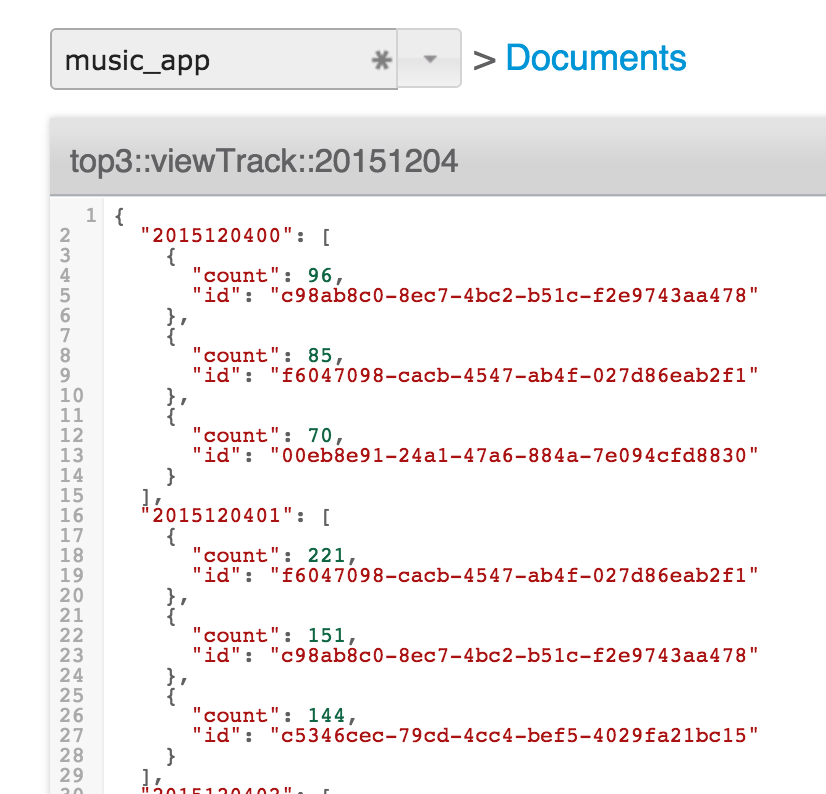 music_app > Documents
top3::viewTrack::20151204
1 {
2 "2015120400": [
3 {
4 "count": 96,
5 "id": "c98ab8c0-8ec7-4bc2-b51c-f2e9743aa478"
6 },
7 {
8 "count": 85,
9 "id": "f6047098-cacb-4547-ab4f-027d86eab2f1"
10 },
11 {
12 "count": 70,
13 "id": "00eb8e91-24a1-47a6-884a-7e094cfd8830"
14 }
15 ],
16 "2015120401": [
17 {
18 "count": 221,
19 "id": "f6047098-cacb-4547-ab4f-027d86eab2f1"
20 },
21 {
22 "count": 151,
23 "id": "c98ab8c0-8ec7-4bc2-b51c-f2e9743aa478"
24 },
25 {
26 "count": 144,
27 "id": "c5346cec-79cd-4cc4-bef5-4029fa21bc15"
28 }
29 ],
30 "2015120402": [